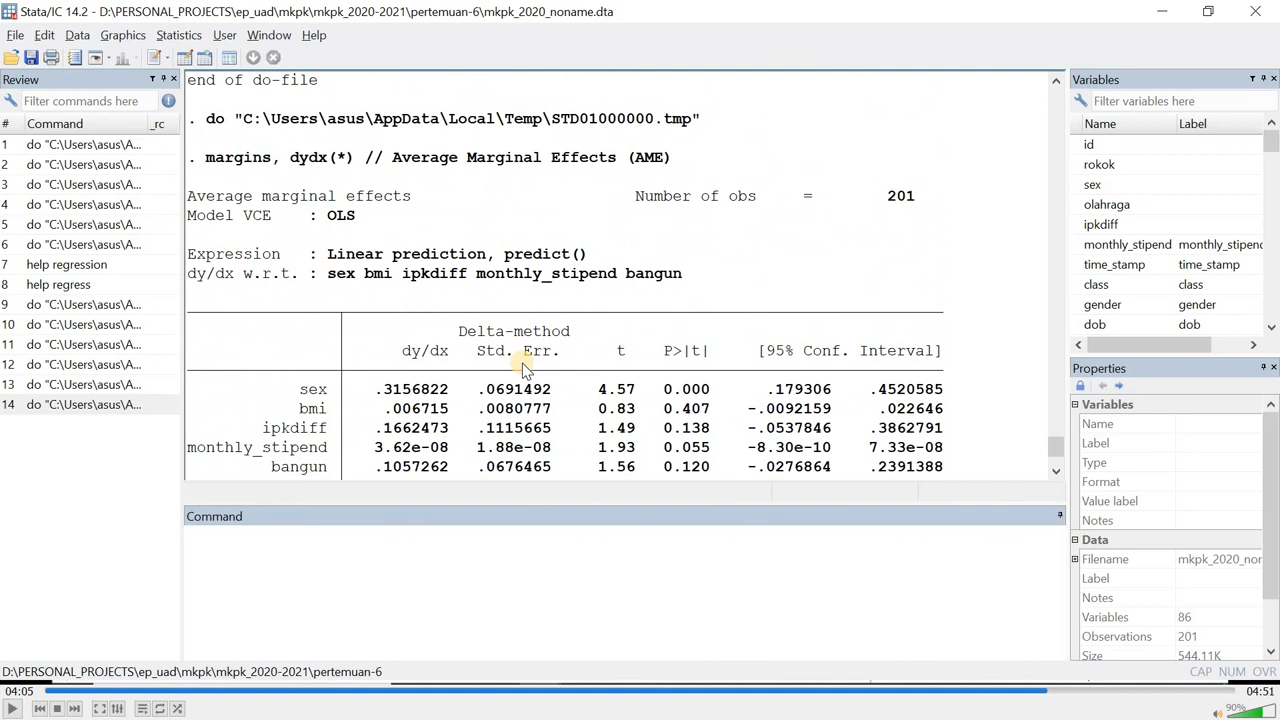 Stata/IC 14.2 - D:\PERSONAL_PROJECTS\ep_uad\mkpk\mkpk_2020-2021\pertemuan-6\mkpk_2020_noname.dta
File Edit Data Graphics Statistics User Window Help
Review
Filter commands here
# Command _rc
1 do "C:\Users\asus\A...
2 do "C:\Users\asus\A...
3 do "C:\Users\asus\A...
4 do "C:\Users\asus\A...
5 do "C:\Users\asus\A...
6 do "C:\Users\asus\A...
7 help regression
8 help regress
9 do "C:\Users\asus\A...
10 do "C:\Users\asus\A...
11 do "C:\Users\asus\A...
12 do "C:\Users\asus\A...
13 do "C:\Users\asus\A...
14 do "C:\Users\asus\A...
end of do-file
. do "C:\Users\asus\AppData\Local\Temp\STD01000000.tmp"
. margins, dydx(*) // Average Marginal Effects (AME)
Average marginal effects Number of obs = 201
Model VCE : OLS
Expression : Linear prediction, predict()
dy/dx w.r.t. : sex bmi ipkdiff monthly_stipend bangun
Delta-method
dy/dx Std. Err. t P>|t| [95% Conf. Interval]
sex .3156822 .0691492 4.57 0.000 .179306 .4520585
bmi .006715 .0080777 0.83 0.407 -.0092159 .022646
ipkdiff .1662473 .1115665 1.49 0.138 -.0537846 .3862791
monthly_stipend 3.62e-08 1.88e-08 1.93 0.055 -8.30e-10 7.33e-08
bangun .1057262 .0676465 1.56 0.120 -.0276864 .2391388
Command
Variables
Filter variables here
Name Label
id
rokok
sex
olahraga
ipkdiff
monthly_stipend monthly_stipend
time_stamp time_stamp
class class
gender gender
dob dob
Properties
Variables
Name
Label
Type
Format
Value label
Notes
Data
Filename mkpk_2020_nor
Label
Notes
Variables 86
Observations 201
Size 544.11K
D:\PERSONAL_PROJECTS\ep_uad\mkpk\mkpk_2020-2021\pertemuan-6
CAP NUM OVR
04:05 04:51
90%